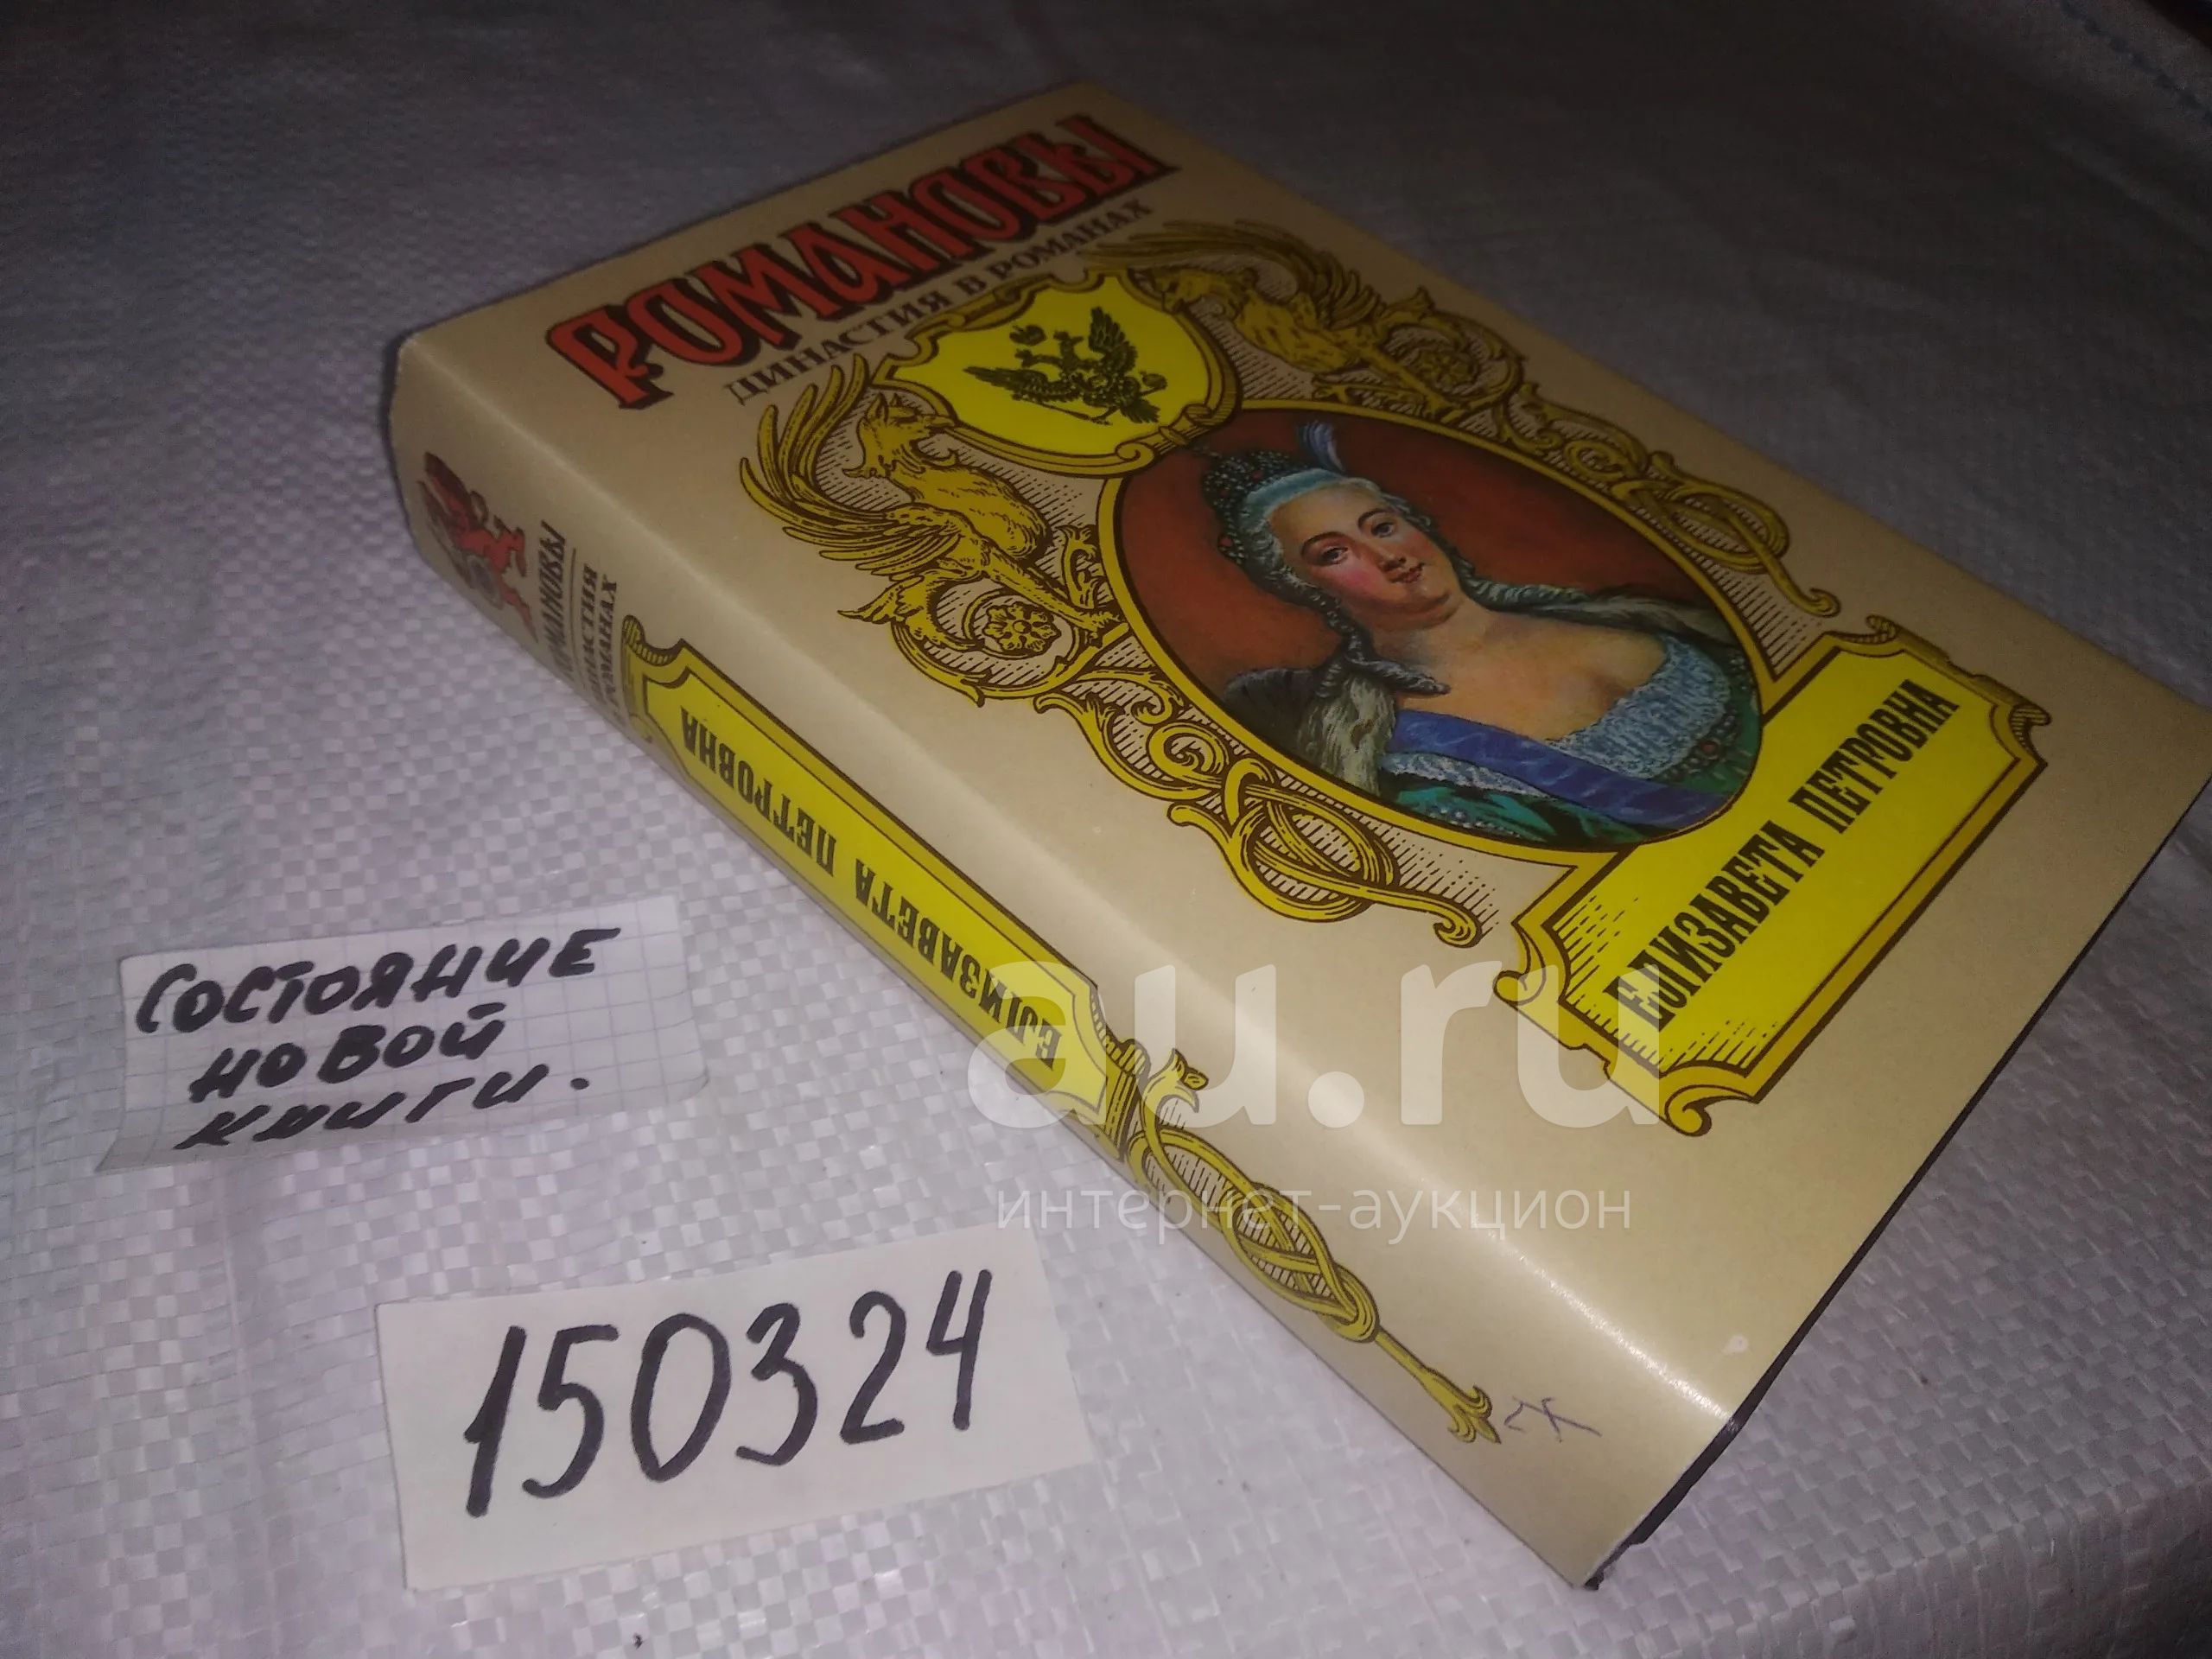 РОМАНОВЫ
ДИНАСТИЯ В РОМАНАХ
ЕЛИЗАВЕТА ПЕТРОВНА
РОМАНОВЫ
ДИНАСТИЯ
В РОМАНАХ
ЕЛИЗАВЕТА ПЕТРОВНА
СОСТОЯНИЕ
НОВОЙ
КНИГИ.
150324
au.ru
интернет-аукцион